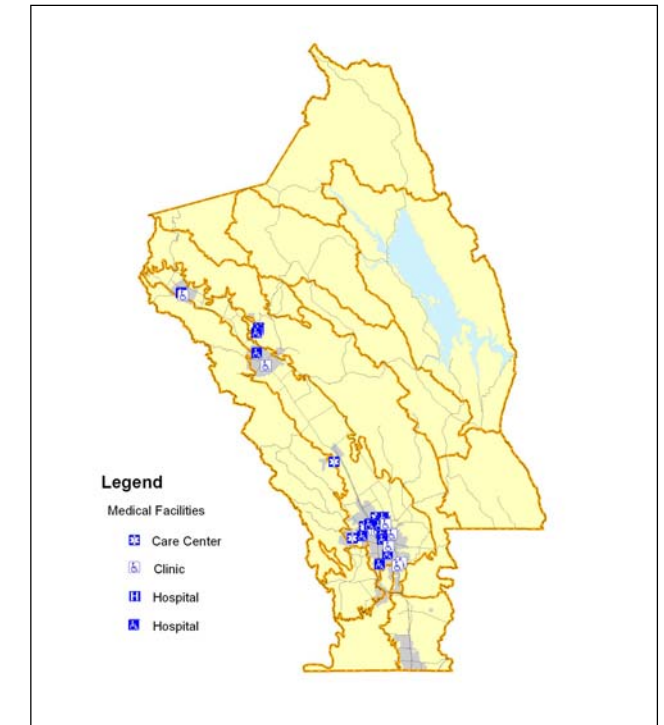 Legend
Medical Facilities
Care Center
Clinic
H Hospital
Hospital